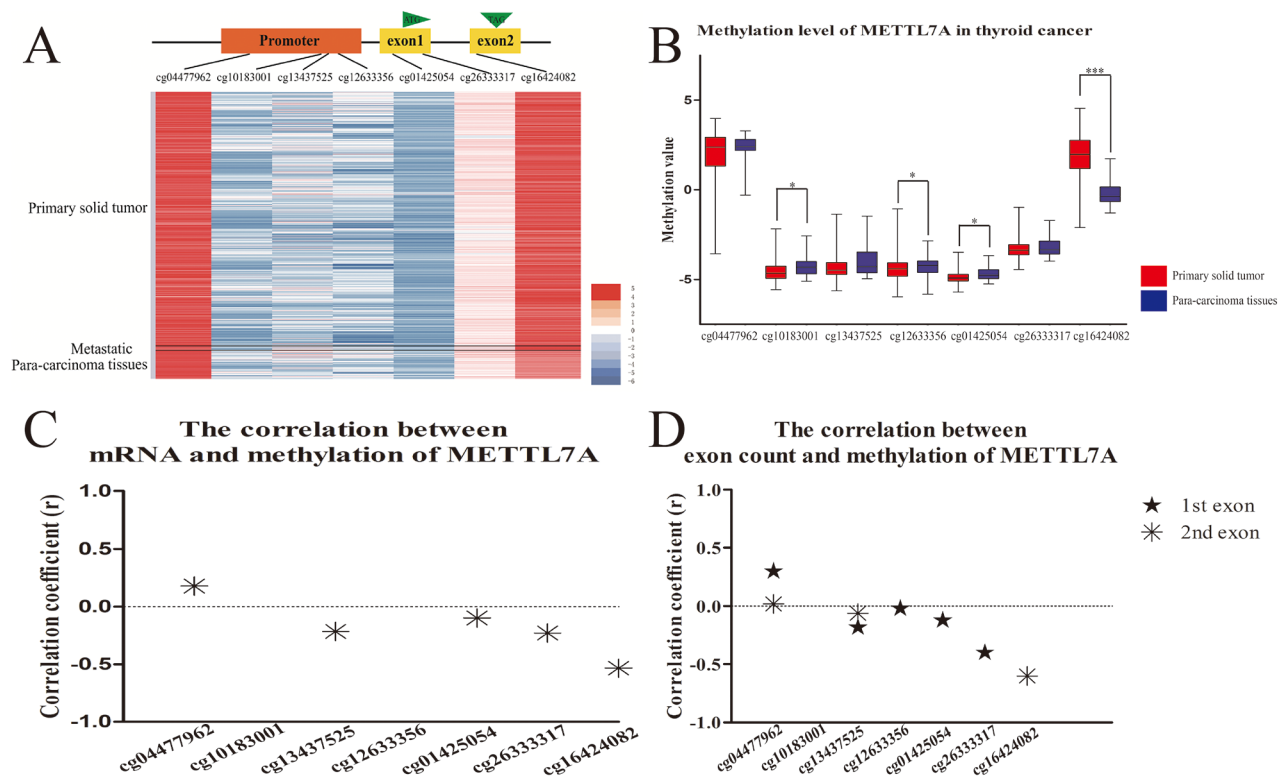 A
ATG
TAG
Promoter
exon1
exon2
cg04477962 cg10183001 cg13437525 cg12633356 cg01425054 cg26333317 cg16424082
Primary solid tumor
Metastatic
Para-carcinoma tissues
5
4
3
2
1
0
-1
-2
-3
-4
-5
-6
B
Methylation level of METTL7A in thyroid cancer
Methylation value
5
0
-5
*
*
*
***
cg04477962 cg10183001 cg13437525 cg12633356 cg01425054 cg26333317 cg16424082
Primary solid tumor
Para-carcinoma tissues
C
The correlation between
mRNA and methylation of METTL7A
Correlation coefficient (r)
1.0
0.5
0.0
-0.5
-1.0
cg04477962
cg10183001
cg13437525
cg12633356
cg01425054
cg26333317
cg16424082
D
The correlation between
exon count and methylation of METTL7A
Correlation coefficient (r)
1.0
0.5
0.0
-0.5
-1.0
cg04477962
cg10183001
cg13437525
cg12633356
cg01425054
cg26333317
cg16424082
1st exon
2nd exon